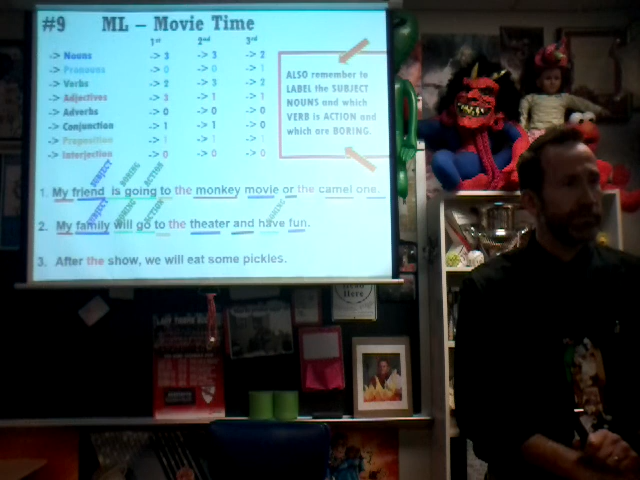 #9 ML – Movie Time
1st 2nd 3rd
-> Nouns -> 3 -> 3 -> 2
-> Pronouns -> 0 -> 0 -> 1
-> Verbs -> 2 -> 3 -> 2
-> Adjectives -> 3 -> 1 -> 1
-> Adverbs -> 0 -> 0 -> 0
-> Conjunction -> 1 -> 1 -> 0
-> Preposition -> 1
-> Interjection -> 0 -> 0 -> 0
ALSO remember to
LABEL the SUBJECT
NOUNS and which
VERB is ACTION and
which are BORING.
SUBJECT BORING ACTION
1. My friend is going to the monkey movie or the camel one.
SUBJECT BORING ACTION BORING
2. My family will go to the theater and have fun.
3. After the show, we will eat some pickles.
Here